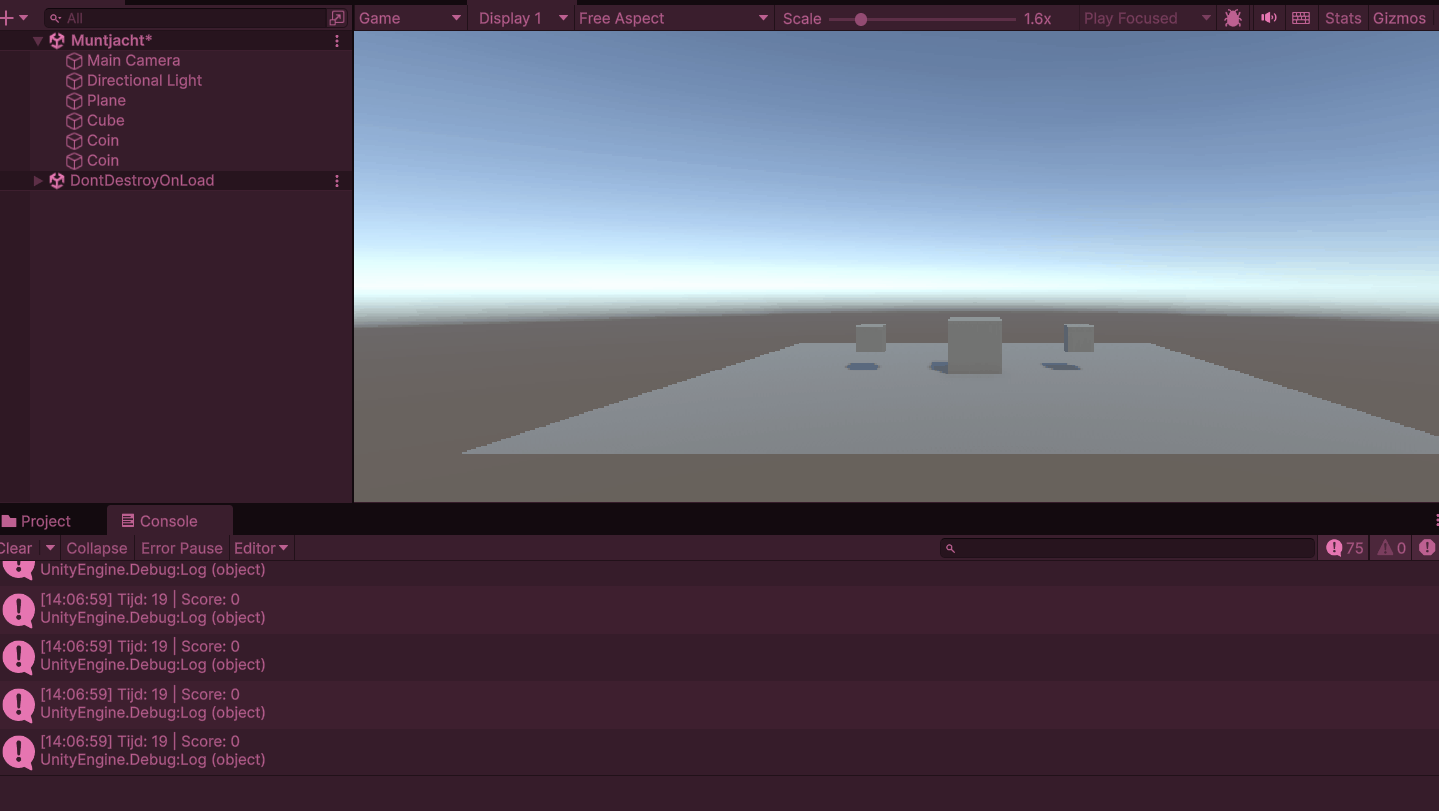 All
Game
Display 1
Free Aspect
Scale
1.6x
Play Focused
Stats
Gizmos
Muntjacht*
Main Camera
Directional Light
Plane
Cube
Coin
Coin
DontDestroyOnLoad
Project
Console
Clear
Collapse
Error Pause
Editor
75
0
UnityEngine.Debug:Log (object)
[14:06:59] Tijd: 19 | Score: 0
UnityEngine.Debug:Log (object)
[14:06:59] Tijd: 19 | Score: 0
UnityEngine.Debug:Log (object)
[14:06:59] Tijd: 19 | Score: 0
UnityEngine.Debug:Log (object)
[14:06:59] Tijd: 19 | Score: 0
UnityEngine.Debug:Log (object)